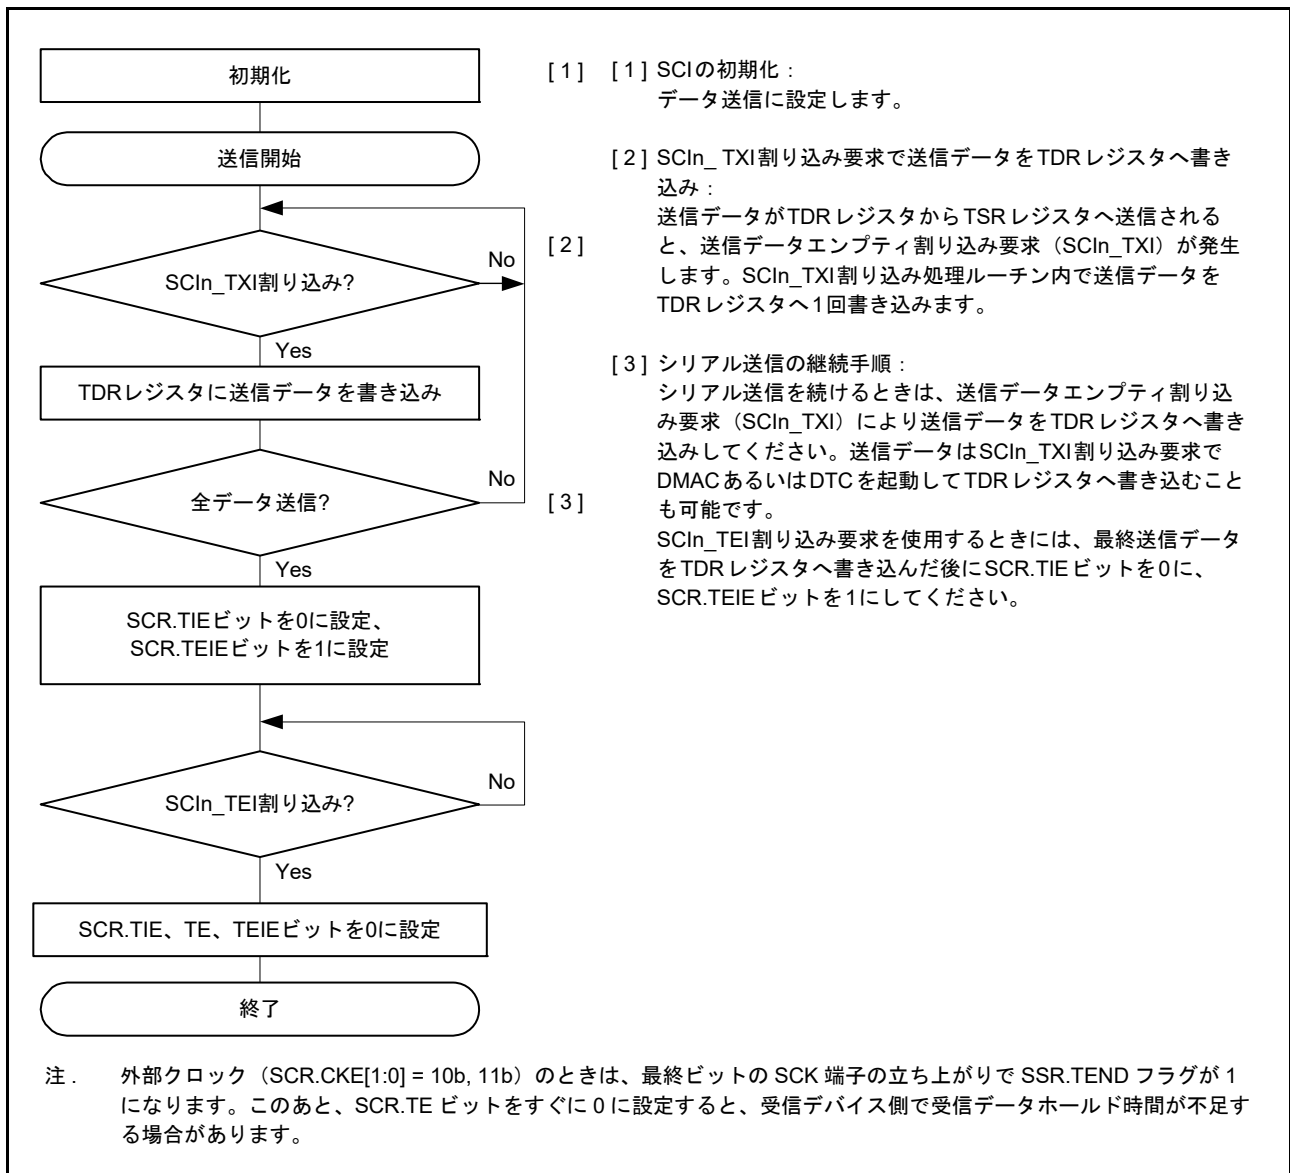 初期化
送信開始
SCIn_TXI割り込み?
No
Yes
TDRレジスタに送信データを書き込み
全データ送信?
No
Yes
SCR.TIEビットを0に設定、
SCR.TEIEビットを1に設定
SCIn_TEI割り込み?
No
Yes
SCR.TIE、TE、TEIEビットを0に設定
終了
[ 1 ]
[ 2 ]
[ 3 ]
[ 1 ] SCIの初期化：
データ送信に設定します。
[ 2 ] SCIn_ TXI割り込み要求で送信データをTDRレジスタへ書き
込み：
送信データがTDRレジスタからTSRレジスタへ送信される
と、送信データエンプティ割り込み要求（SCIn_TXI）が発生
します。SCIn_TXI割り込み処理ルーチン内で送信データを
TDRレジスタへ1回書き込みます。
[ 3 ] シリアル送信の継続手順：
シリアル送信を続けるときは、送信データエンプティ割り込
み要求（SCIn_TXI）により送信データをTDRレジスタへ書き
込みしてください。送信データはSCIn_TXI割り込み要求で
DMACあるいはDTCを起動してTDRレジスタへ書き込むこと
も可能です。
SCIn_TEI割り込み要求を使用するときには、最終送信データ
をTDRレジスタへ書き込んだ後にSCR.TIEビットを0に、
SCR.TEIEビットを1にしてください。
注 . 外部クロック（SCR.CKE[1:0] = 10b, 11b）のときは、最終ビットの SCK 端子の立ち上がりで SSR.TEND フラグが 1
になります。このあと、SCR.TE ビットをすぐに 0 に設定すると、受信デバイス側で受信データホールド時間が不足す
る場合があります。